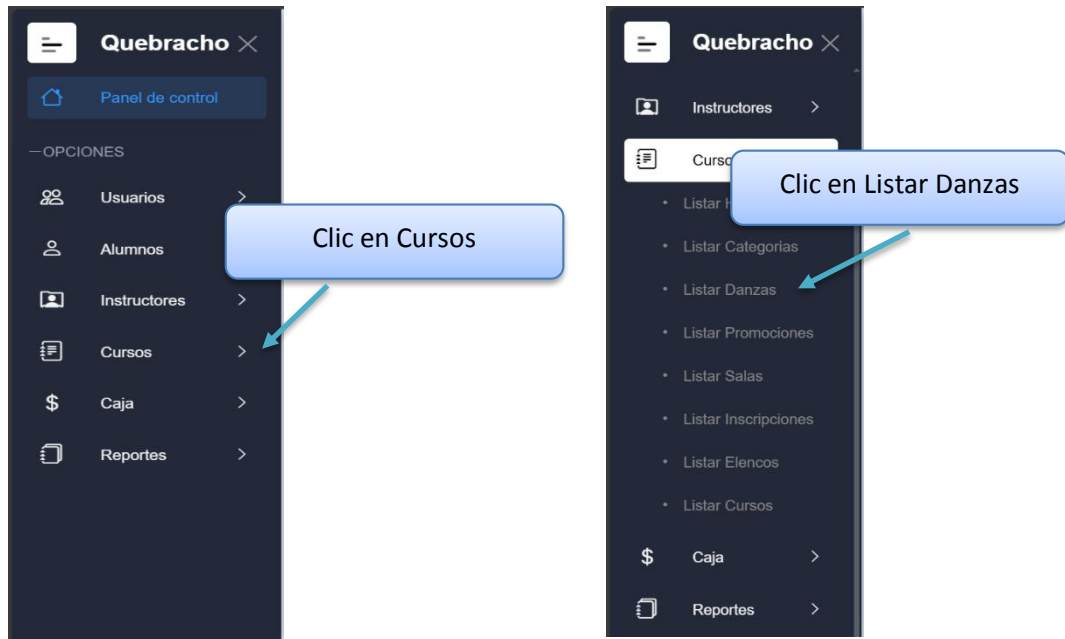 Quebracho
Panel de control
—OPCIONES
Usuarios
Alumnos
Instructores
Cursos
$ Caja
Reportes
Clic en Cursos
Quebracho
Instructores
Listar
Listar Categorias
Listar Danzas
Listar Promociones
Listar Salas
Listar Inscripciones
Listar Elencos
Listar Cursos
$ Caja
Reportes
Clic en Listar Danzas